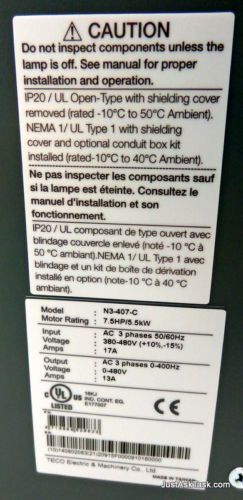 ⚠ CAUTION
Do not inspect components unless the
lamp is off. See manual for proper
installation and operation.
IP20 / UL Open-Type with shielding cover
removed (rated -10°C to 50°C Ambient).
NEMA 1/ UL Type 1 with shielding
cover and optional conduit box kit
installed (rated-10°C to 40°C Ambient).
Ne pas inspecter les composants sauf
si la lampe est éteinte. Consultez le
manuel d'installation et son
fonctionnement.
IP20 / UL composant de type ouvert avec
blindage couvercle enlevé (noté -10 °C à
50 °C ambiant).NEMA 1/ UL Type 1 avec
blindage et un kit de boîte de dérivation
installé en option (note-10 °C à 40 °C
ambient)
Model N3-407-C
Motor Rating : 7.5HP/5.5kW
Input : AC 3 phases 50/60Hz
Voltage : 380-480V (+10%,-15%)
Amps : 17A
Output : AC 3 phases 0-400Hz
Voltage : 0-480V
Amps : 13A
C UL US
LISTED
16KJ
IND. CONT. EQ.
E177007
TECO Electric & Machinery Co., Ltd.
MADE IN TAIWAN
JustAskTask.com